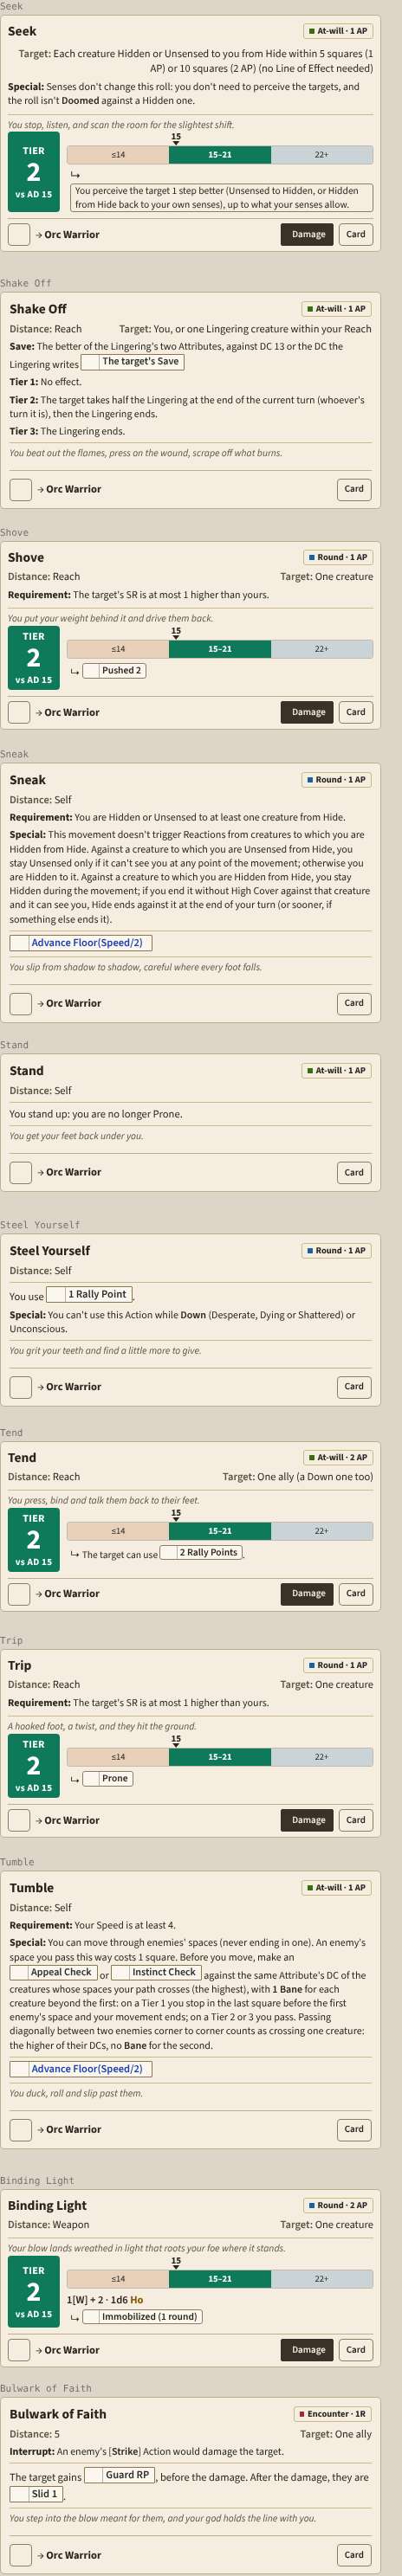 Seek
Seek
At-will · 1 AP
Target: Each creature Hidden or Unsensed to you from Hide within 5 squares (1
AP) or 10 squares (2 AP) (no Line of Effect needed)
Special: Senses don't change this roll: you don't need to perceive the targets, and
the roll isn't Doomed against a Hidden one.
You stop, listen, and scan the room for the slightest shift.
15
TIER
2
vs AD 15
≤14
15–21
22+
↳
You perceive the target 1 step better (Unsensed to Hidden, or Hidden
from Hide back to your own senses), up to what your senses allow.
→ Orc Warrior
Damage
Card
Shake Off
Shake Off
At-will · 1 AP
Distance: Reach
Target: You, or one Lingering creature within your Reach
Save: The better of the Lingering's two Attributes, against DC 13 or the DC the
Lingering writes The target's Save
Tier 1: No effect.
Tier 2: The target takes half the Lingering at the end of the current turn (whoever's
turn it is), then the Lingering ends.
Tier 3: The Lingering ends.
You beat out the flames, press on the wound, scrape off what burns.
→ Orc Warrior
Card
Shove
Shove
Round · 1 AP
Distance: Reach
Target: One creature
Requirement: The target's SR is at most 1 higher than yours.
You put your weight behind it and drive them back.
15
TIER
2
vs AD 15
≤14
15–21
22+
↳ Pushed 2
→ Orc Warrior
Damage
Card
Sneak
Sneak
Round · 1 AP
Distance: Self
Requirement: You are Hidden or Unsensed to at least one creature from Hide.
Special: This movement doesn't trigger Reactions from creatures to which you are
Hidden from Hide. Against a creature to which you are Unsensed from Hide, you
stay Unsensed only if it can't see you at any point of the movement; otherwise you
are Hidden to it. Against a creature to which you are Hidden from Hide, you stay
Hidden during the movement; if you end it without High Cover against that creature
and it can see you, Hide ends against it at the end of your turn (or sooner, if
something else ends it).
Advance Floor(Speed/2)
You slip from shadow to shadow, careful where every foot falls.
→ Orc Warrior
Card
Stand
Stand
At-will · 1 AP
Distance: Self
You stand up: you are no longer Prone.
You get your feet back under you.
→ Orc Warrior
Card
Steel Yourself
Steel Yourself
Round · 1 AP
Distance: Self
You use 1 Rally Point.
Special: You can't use this Action while Down (Desperate, Dying or Shattered) or
Unconscious.
You grit your teeth and find a little more to give.
→ Orc Warrior
Card
Tend
Tend
At-will · 2 AP
Distance: Reach
Target: One ally (a Down one too)
You press, bind and talk them back to their feet.
15
TIER
2
vs AD 15
≤14
15–21
22+
↳ The target can use 2 Rally Points.
→ Orc Warrior
Damage
Card
Trip
Trip
Round · 1 AP
Distance: Reach
Target: One creature
Requirement: The target's SR is at most 1 higher than yours.
A hooked foot, a twist, and they hit the ground.
15
TIER
2
vs AD 15
≤14
15–21
22+
↳ Prone
→ Orc Warrior
Damage
Card
Tumble
Tumble
At-will · 1 AP
Distance: Self
Requirement: Your Speed is at least 4.
Special: You can move through enemies' spaces (never ending in one). An enemy's
space you pass this way costs 1 square. Before you move, make an
Appeal Check or Instinct Check against the same Attribute's DC of the
creatures whose spaces your path crosses (the highest), with 1 Bane for each
creature beyond the first: on a Tier 1 you stop in the last square before the first
enemy's space and your movement ends; on a Tier 2 or 3 you pass. Passing
diagonally between two enemies corner to corner counts as crossing one creature:
the higher of their DCs, no Bane for the second.
Advance Floor(Speed/2)
You duck, roll and slip past them.
→ Orc Warrior
Card
Binding Light
Binding Light
Round · 2 AP
Distance: Weapon
Target: One creature
Your blow lands wreathed in light that roots your foe where it stands.
15
TIER
2
vs AD 15
≤14
15–21
22+
1[W] + 2 · 1d6 Ho
↳ Immobilized (1 round)
→ Orc Warrior
Damage
Card
Bulwark of Faith
Bulwark of Faith
Encounter · 1R
Distance: 5
Target: One ally
Interrupt: An enemy's [Strike] Action would damage the target.
The target gains Guard RP, before the damage. After the damage, they are
Slid 1.
You step into the blow meant for them, and your god holds the line with you.
→ Orc Warrior
Card